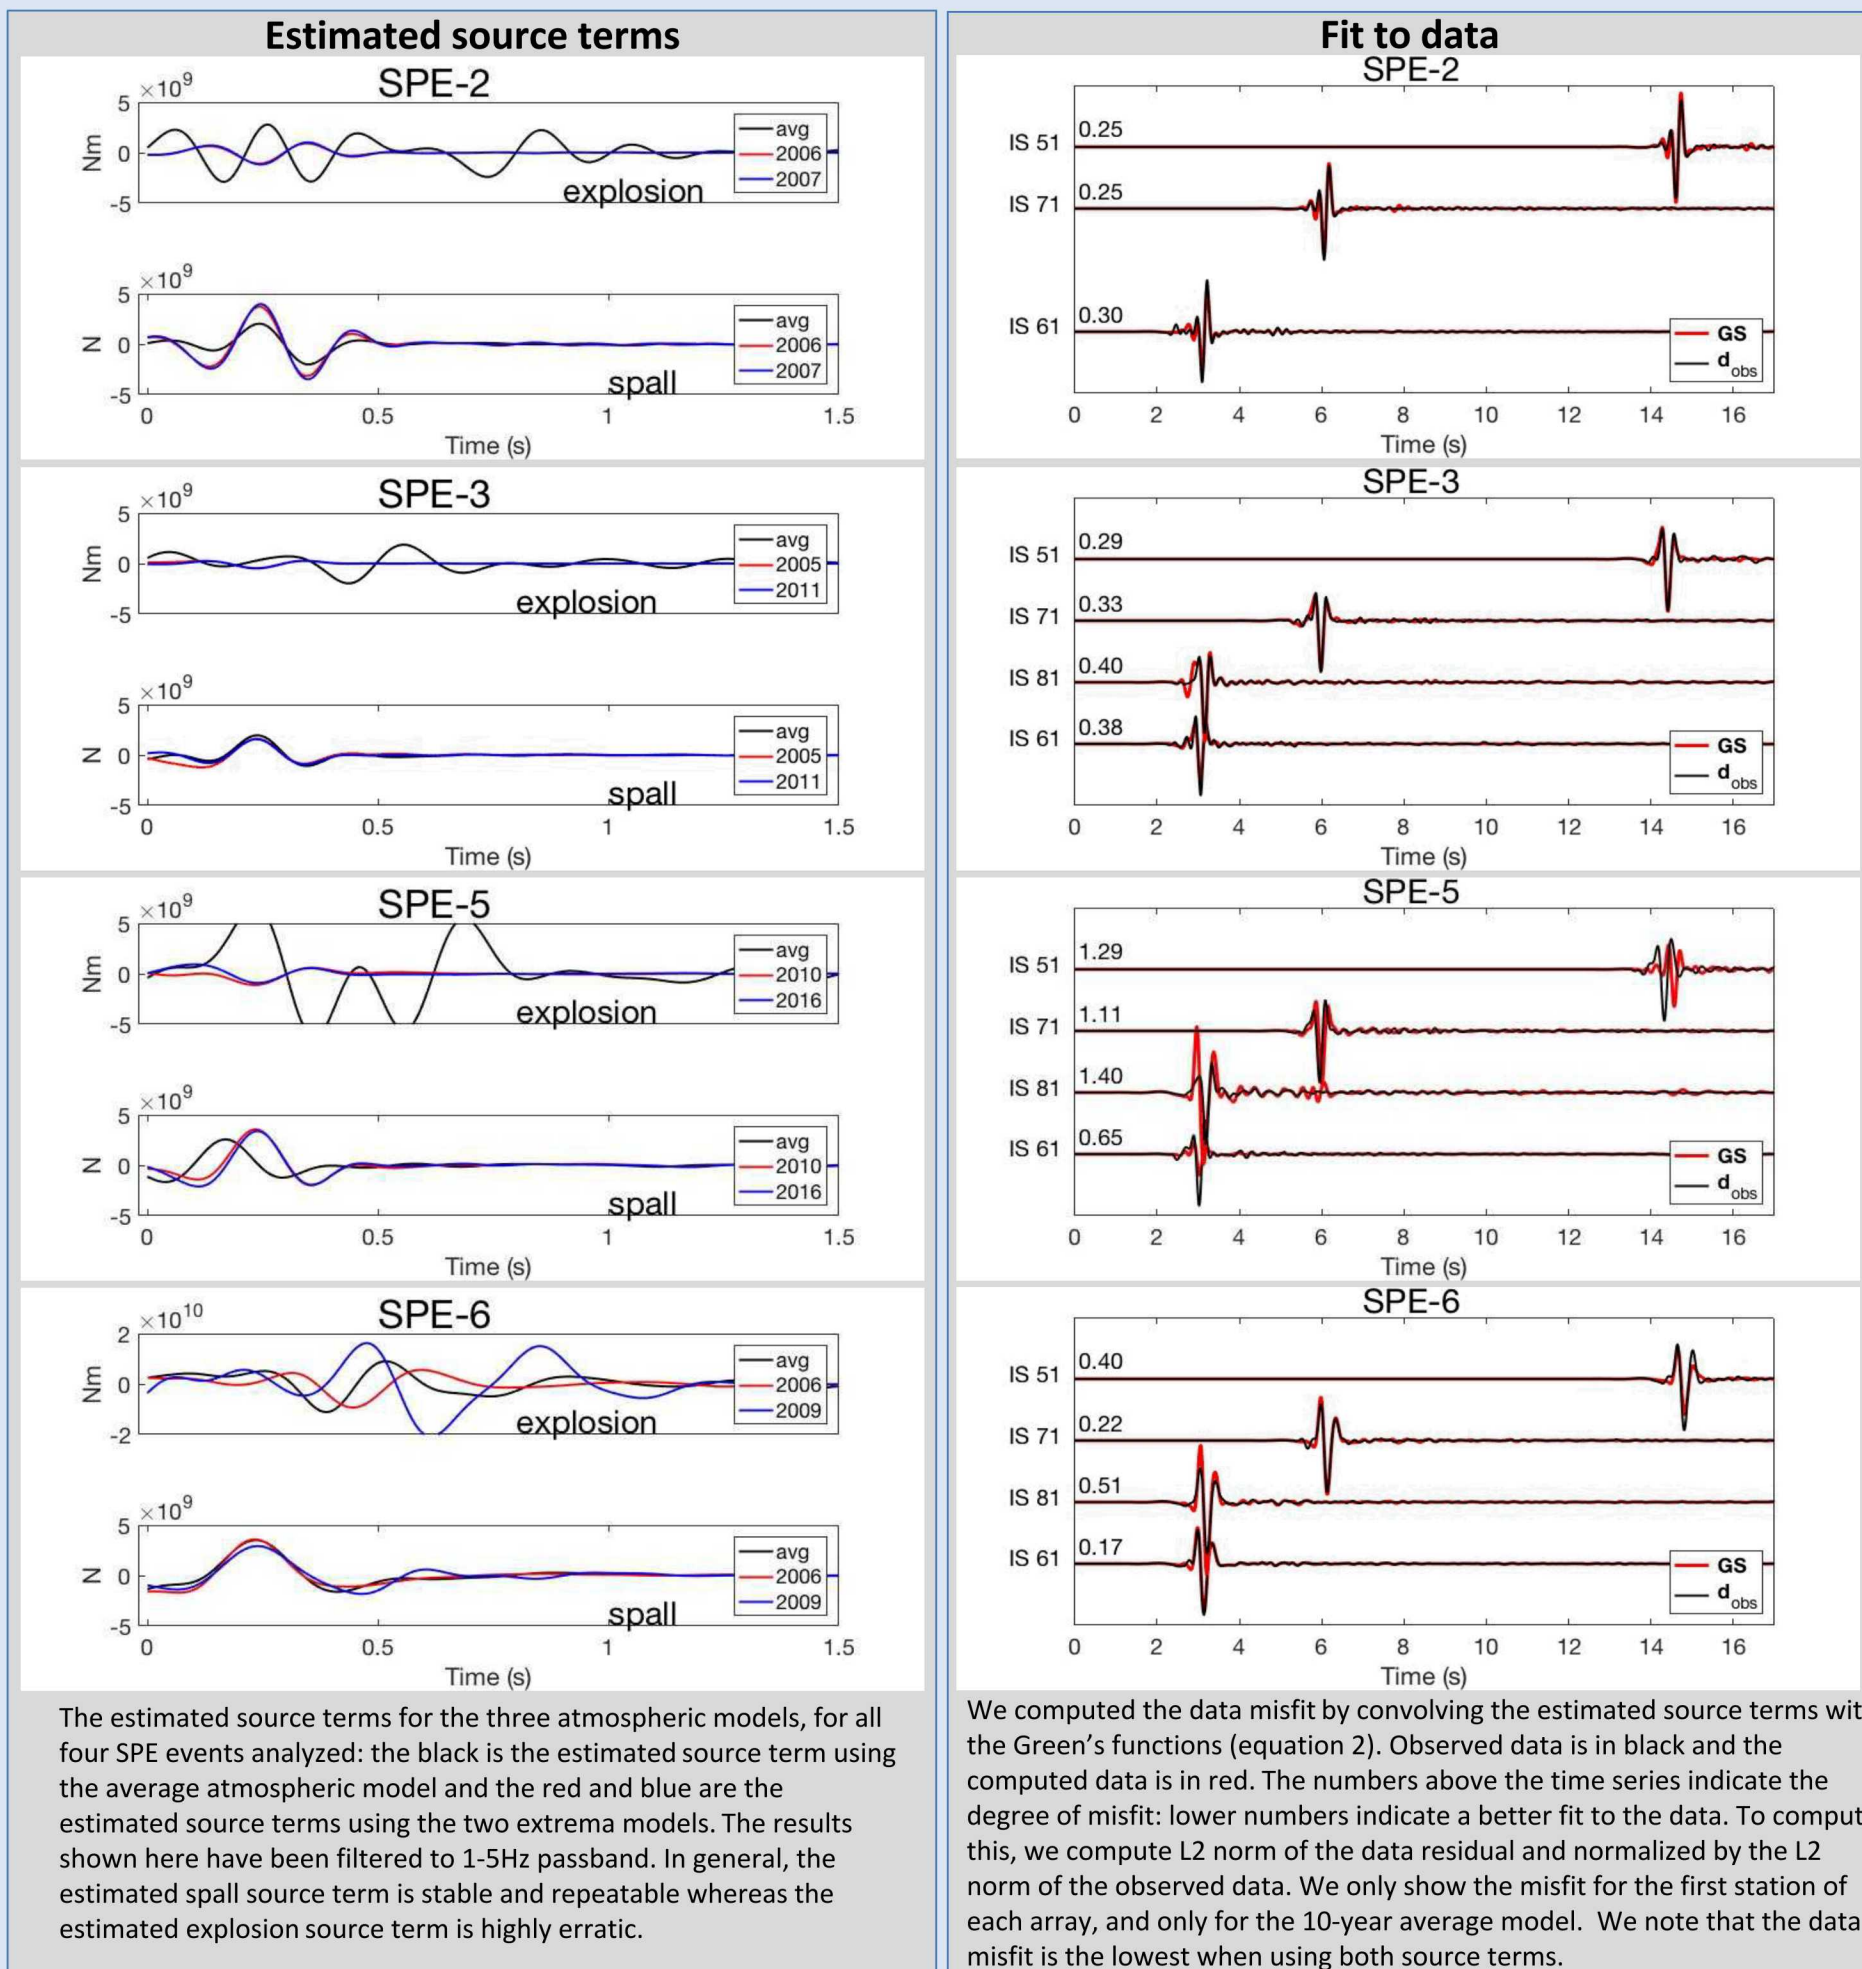 Estimated source terms
SPE-2
×10⁹
5
0
-5
Nm
avg
2006
2007
explosion
×10⁹
5
0
-5
N
avg
2006
2007
spall
0 0.5 1 1.5
Time (s)
SPE-3
×10⁹
5
0
-5
Nm
avg
2005
2011
explosion
×10⁹
5
0
-5
N
avg
2005
2011
spall
0 0.5 1 1.5
Time (s)
SPE-5
×10⁹
5
0
-5
Nm
avg
2010
2016
explosion
×10⁹
5
0
-5
N
avg
2010
2016
spall
0 0.5 1 1.5
Time (s)
SPE-6
×10¹⁰
2
0
-2
Nm
avg
2006
2009
explosion
×10⁹
5
0
-5
N
avg
2006
2009
spall
0 0.5 1 1.5
Time (s)
The estimated source terms for the three atmospheric models, for all
four SPE events analyzed: the black is the estimated source term using
the average atmospheric model and the red and blue are the
estimated source terms using the two extrema models. The results
shown here have been filtered to 1-5Hz passband. In general, the
estimated spall source term is stable and repeatable whereas the
estimated explosion source term is highly erratic.
Fit to data
SPE-2
IS 51 0.25
IS 71 0.25
IS 61 0.30
GS
d obs
0 2 4 6 8 10 12 14 16
Time (s)
SPE-3
IS 51 0.29
IS 71 0.33
IS 81 0.40
IS 61 0.38
GS
d obs
0 2 4 6 8 10 12 14 16
Time (s)
SPE-5
IS 51 1.29
IS 71 1.11
IS 81 1.40
IS 61 0.65
GS
d obs
0 2 4 6 8 10 12 14 16
Time (s)
SPE-6
IS 51 0.40
IS 71 0.22
IS 81 0.51
IS 61 0.17
GS
d obs
0 2 4 6 8 10 12 14 16
Time (s)
We computed the data misfit by convolving the estimated source terms wit
the Green's functions (equation 2). Observed data is in black and the
computed data is in red. The numbers above the time series indicate the
degree of misfit: lower numbers indicate a better fit to the data. To comput
this, we compute L2 norm of the data residual and normalized by the L2
norm of the observed data. We only show the misfit for the first station of
each array, and only for the 10-year average model. We note that the data
misfit is the lowest when using both source terms.